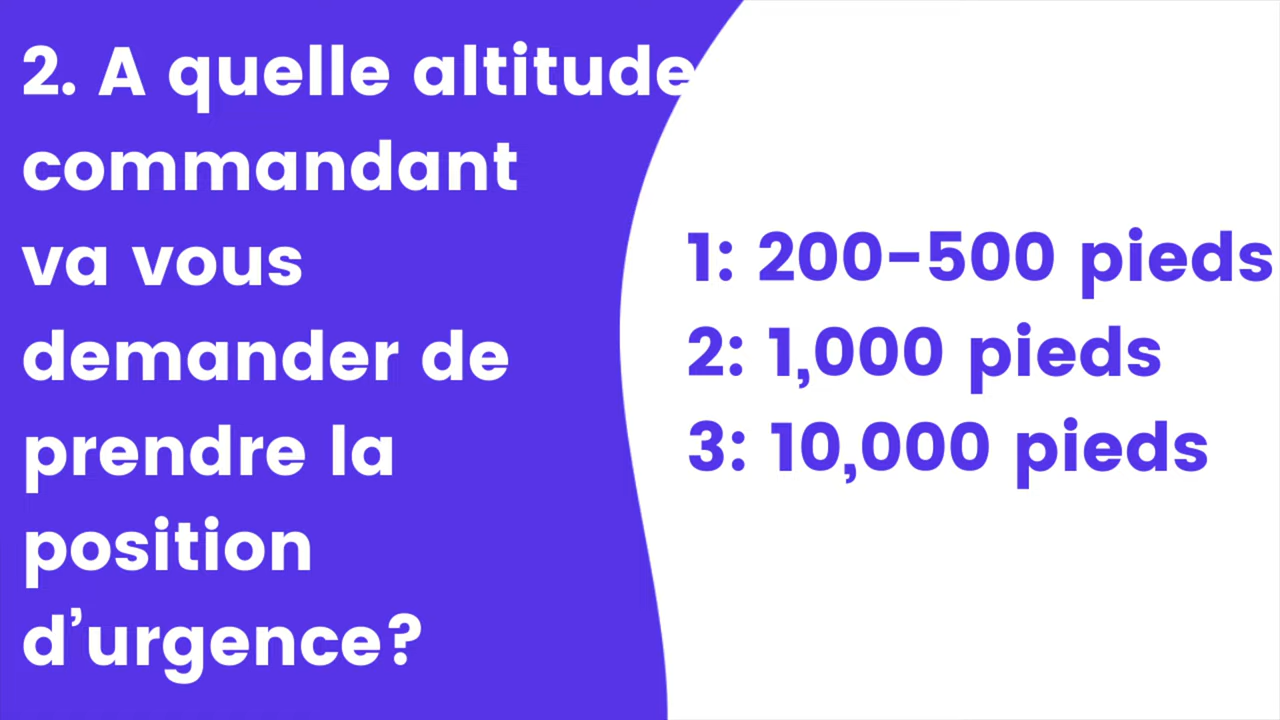 2. A quelle altitude
commandant
va vous
demander de
prendre la
position
d’urgence?
1: 200-500 pieds
2: 1,000 pieds
3: 10,000 pieds